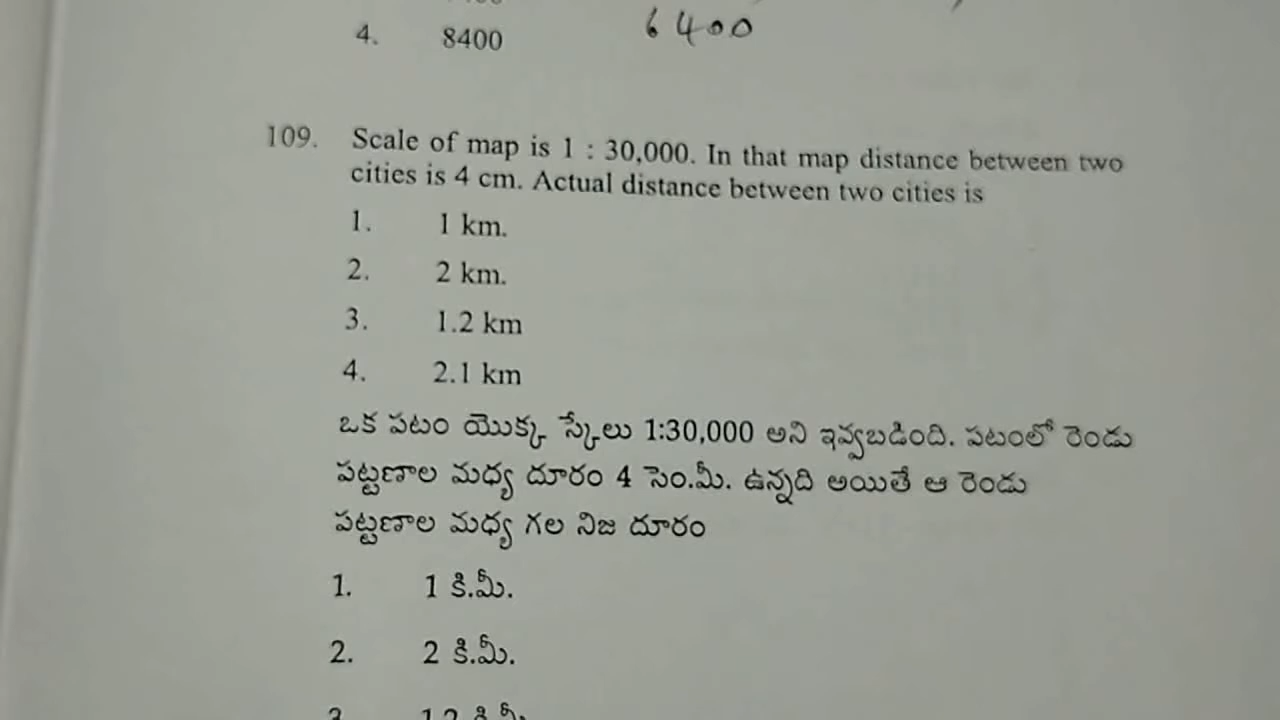 4. 8400
6400
109. Scale of map is 1 : 30,000. In that map distance between two
cities is 4 cm. Actual distance between two cities is
1. 1 km.
2. 2 km.
3. 1.2 km
4. 2.1 km
ఒక పటం యొక్క స్కేలు 1:30,000 అని ఇవ్వబడింది. పటంలో రెండు
పట్టణాల మధ్య దూరం 4 సెం.మీ. ఉన్నది అయితే ఆ రెండు
పట్టణాల మధ్య గల నిజ దూరం
1. 1 కి.మీ.
2. 2 కి.మీ.